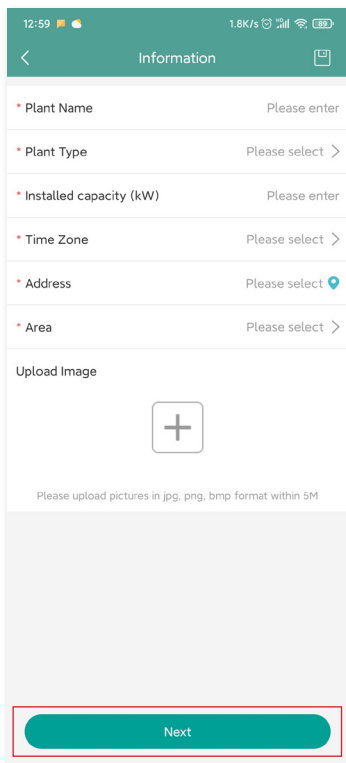 12:59 1.8K/s 89
Information
* Plant Name Please enter
* Plant Type Please select
* Installed capacity (kW) Please enter
* Time Zone Please select
* Address Please select
* Area Please select
Upload Image
Please upload pictures in jpg, png, bmp format within 5M
Next